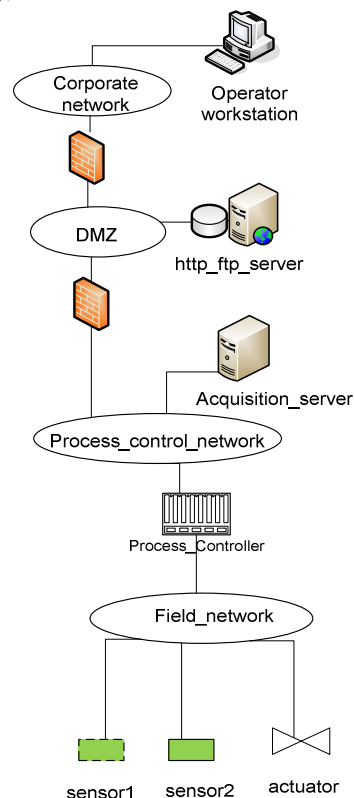 Corporate
network
Operator
workstation
DMZ
http_ftp_server
Acquisition_server
Process_control_network
Process_Controller
Field_network
sensor1
sensor2
actuator